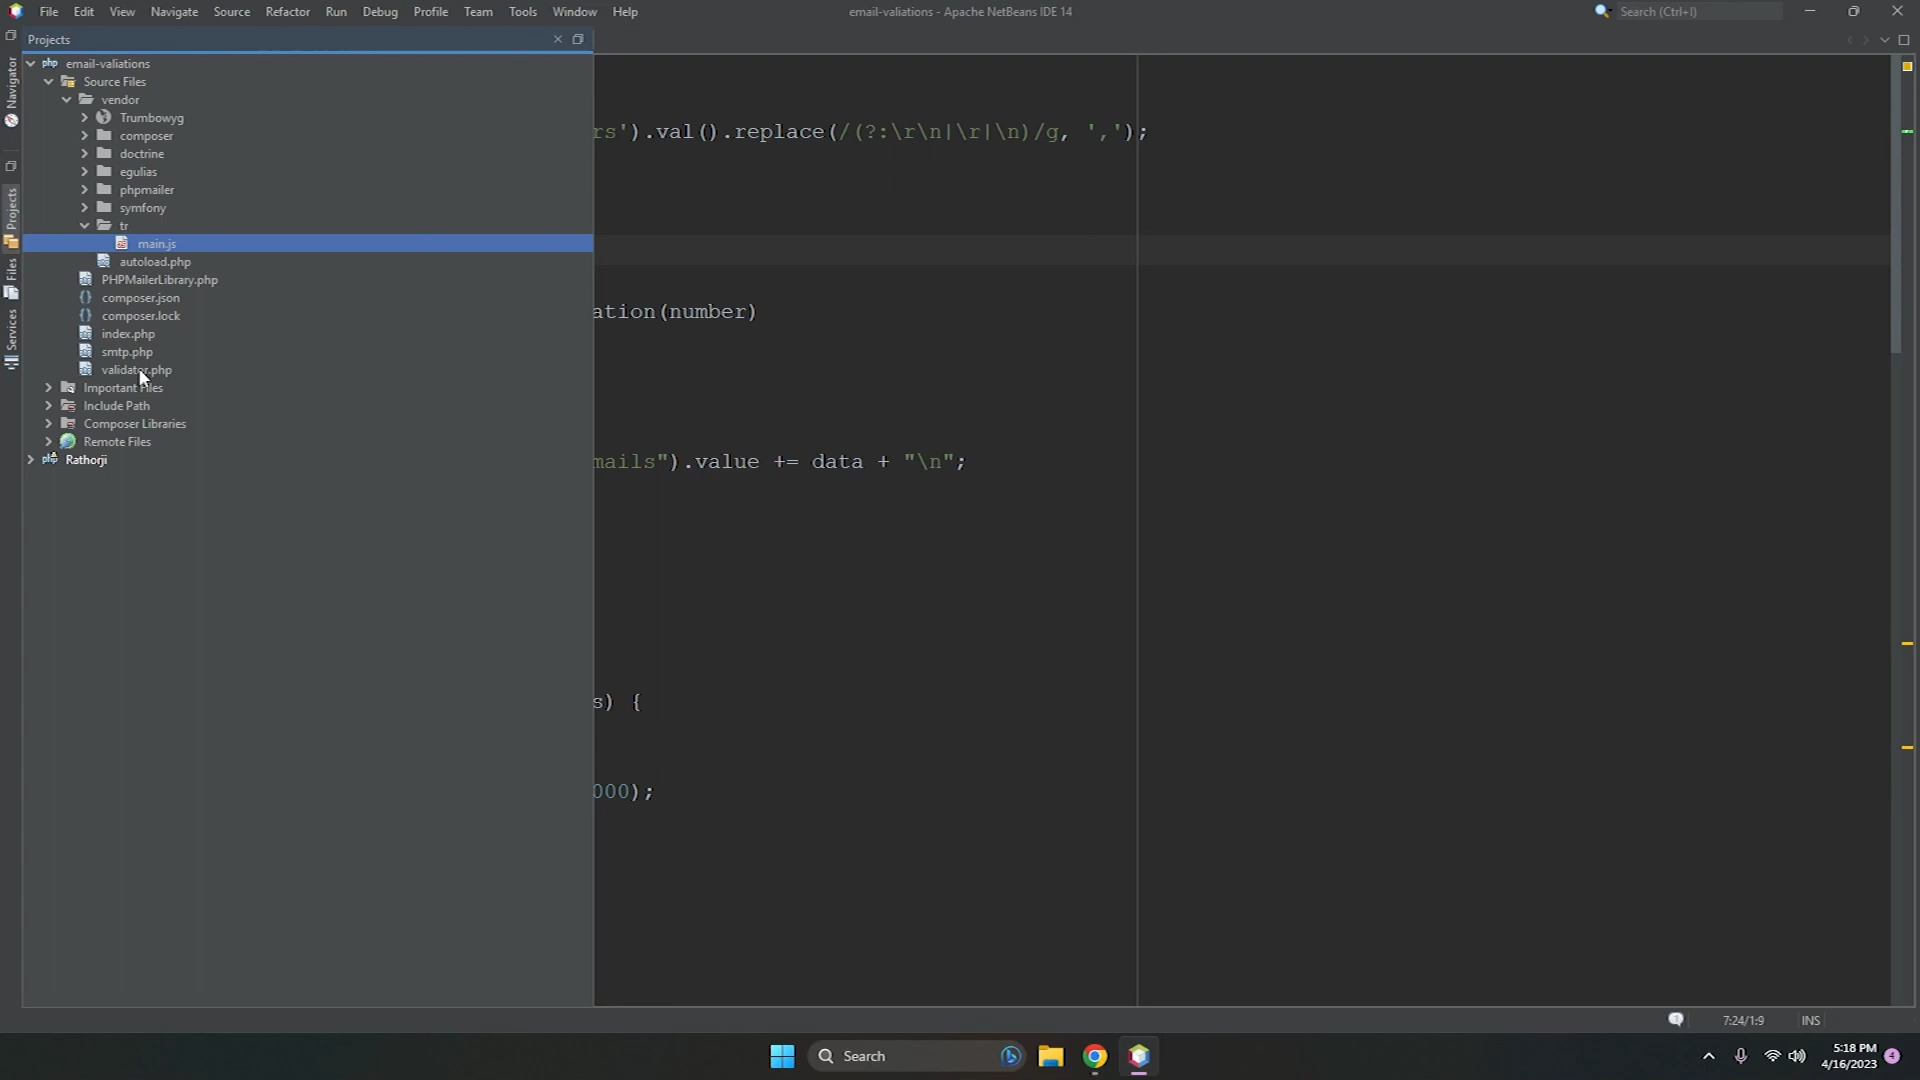 File Edit View Navigate Source Refactor Run Debug Profile Team Tools Window Help
email-valiations - Apache NetBeans IDE 14
Search (Ctrl+I)
Projects
Navigator
Projects
Files
Services
email-valiations
Source Files
vendor
Trumbowyg
composer
doctrine
egulias
phpmailer
symfony
tr
main.js
autoload.php
PHPMailerLibrary.php
composer.json
composer.lock
index.php
smtp.php
validator.php
Important Files
Include Path
Composer Libraries
Remote Files
php Rathorji
rs').val().replace(/(?:\r\n|\r|\n)/g, ',');
ation(number)
mails").value += data + "\n";
s) {
000);
7:24/1:9 INS
Search
5:18 PM
4/16/2023
4